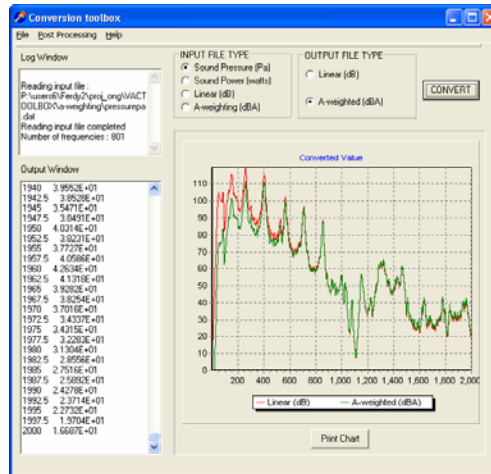 Conversion toolbox
File Post Processing Help
Log Window
Reading input file :
P:\users6\Ferdy2\proj_ong\VACT
OOLBOX\a-weighting\pressurepa
.dat
Reading input file completed
Number of frequencies : 801
INPUT FILE TYPE
Sound Pressure (Pa)
Sound Power (watts)
Linear (dB)
A-weighting (dBA)
OUTPUT FILE TYPE
Linear (dB)
A-weighted (dBA)
CONVERT
Output Window
1940 3.9552E+01
1942.5 3.8528E+01
1945 3.5471E+01
1947.5 3.8491E+01
1950 4.0314E+01
1952.5 3.8231E+01
1955 3.7727E+01
1957.5 4.0586E+01
1960 4.2634E+01
1962.5 4.1318E+01
1965 3.9282E+01
1967.5 3.8254E+01
1970 3.7016E+01
1972.5 3.4337E+01
1975 3.4315E+01
1977.5 3.2283E+01
1980 3.1304E+01
1982.5 2.8556E+01
1985 2.7516E+01
1987.5 2.5892E+01
1990 2.4278E+01
1992.5 2.3714E+01
1995 2.2732E+01
1997.5 1.9704E+01
2000 1.6687E+01
Converted Value
110
100
90
80
70
60
50
40
30
20
10
0
200 400 600 800 1,000 1,200 1,400 1,600 1,800 2,000
Linear (dB) A-weighted (dBA)
Print Chart